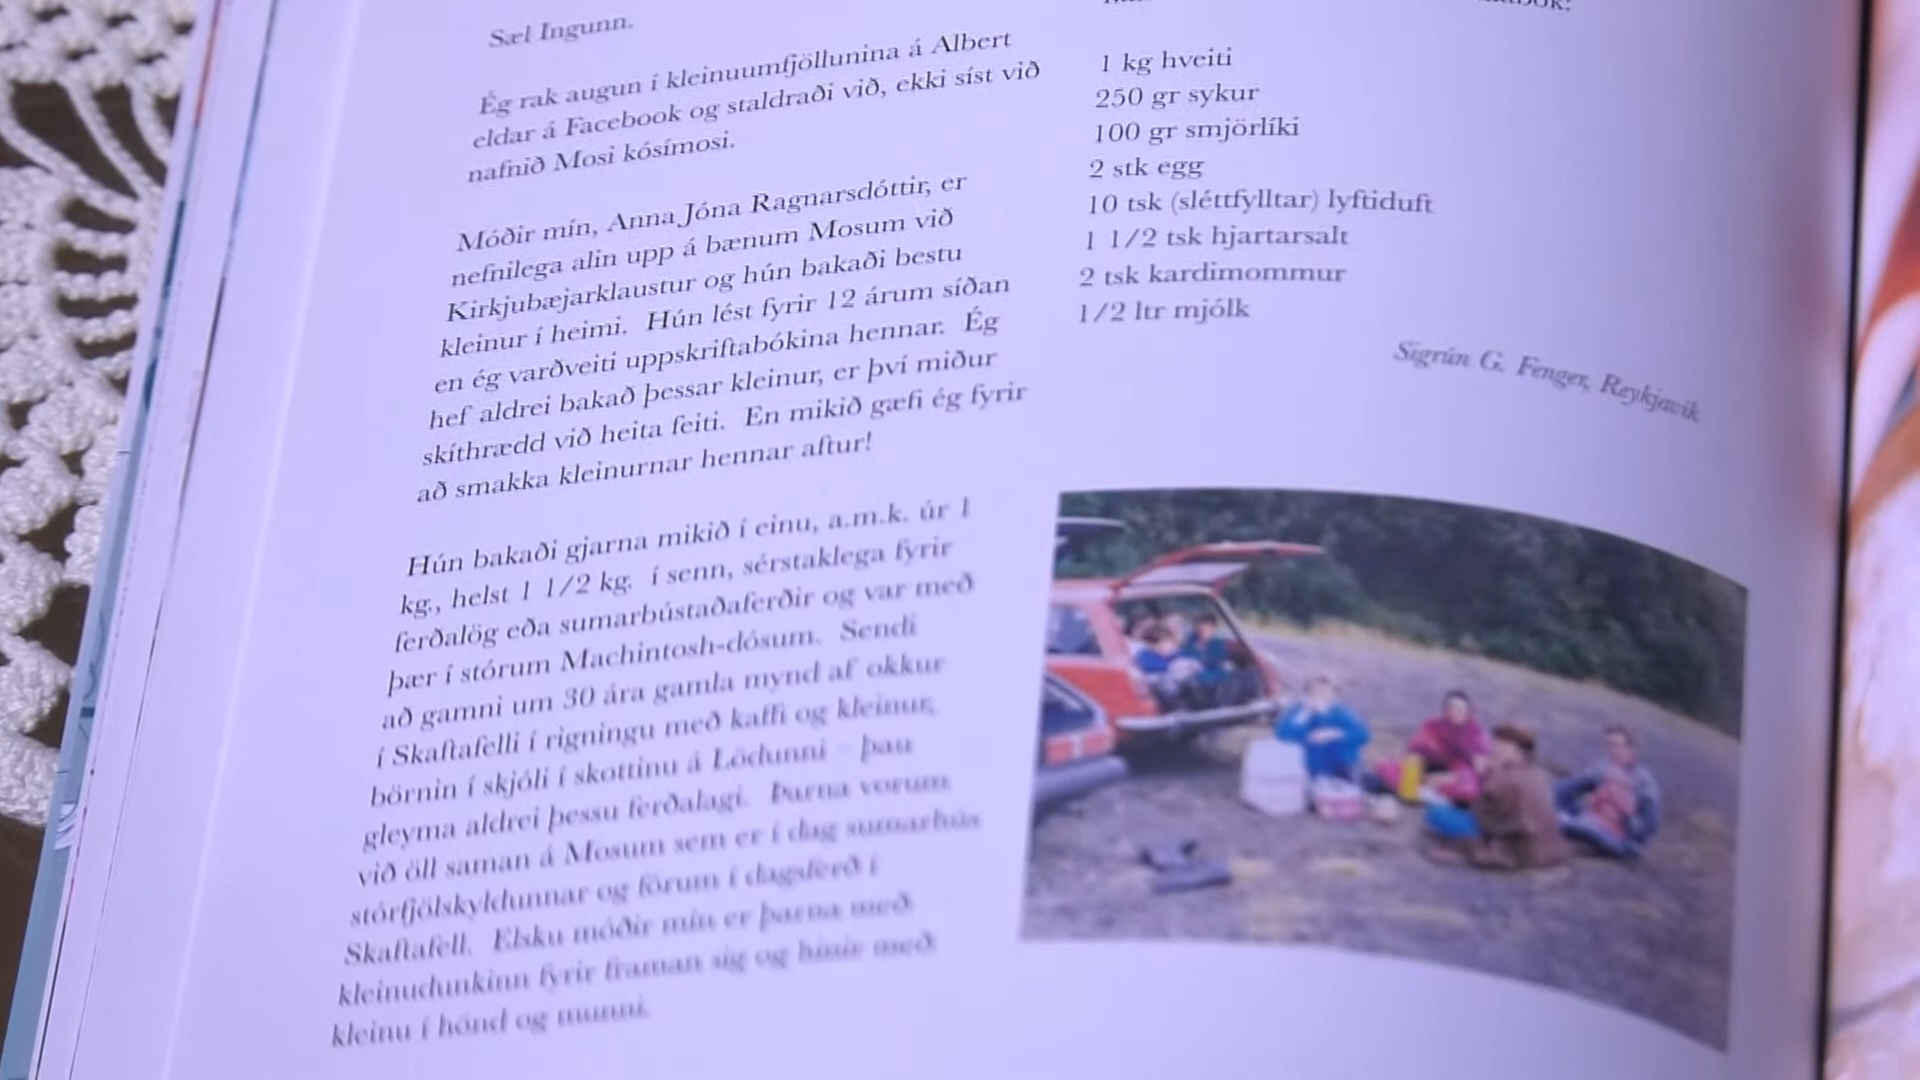 Sæl Ingunn.
Ég rak augun í kleinuumfjöllunina á Albert
eldar á Facebook og staldraði við, ekki síst við
nafnið Mosi kósímosi.
Móðir mín, Anna Jóna Ragnarsdóttir, er
nefnilega alin upp á bænum Mosum við
Kirkjubæjarklaustur og hún bakaði bestu
kleinur í heimi. Hún lést fyrir 12 árum síðan
en ég varðveiti uppskriftabókina hennar. Ég
hef aldrei bakað þessar kleinur, er því miður
skíthrædd við heita feiti. En mikið gæfi ég fyrir
að smakka kleinurnar hennar aftur!
Hún bakaði gjarna mikið í einu, a.m.k. úr 1
kg., helst 1 1/2 kg. í senn, sérstaklega fyrir
ferðalög eða sumarbústaðaferðir og var með
þær í stórum Machintosh-dósum. Sendi
að gamni um 30 ára gamla mynd af okkur
í Skaftafelli í rigningu með kaffi og kleinur,
börnin í skjóli í skottinu á Lödunni – þau
gleyma aldrei þessu ferðalagi. Þarna vorum
við öll saman á Mosum sem er í dag sumarhús
stórfjölskyldunnar og fórum í dagsferð í
Skaftafell. Elsku móðir mín er þarna með
kleinudunkinn fyrir framan sig og hinir með
kleinu í hönd og munni.
1 kg hveiti
250 gr sykur
100 gr smjörlíki
2 stk egg
10 tsk (sléttfylltar) lyftiduft
1 1/2 tsk hjartarsalt
2 tsk kardimommur
1/2 ltr mjólk
Sigrún G. Fenger, Reykjavík